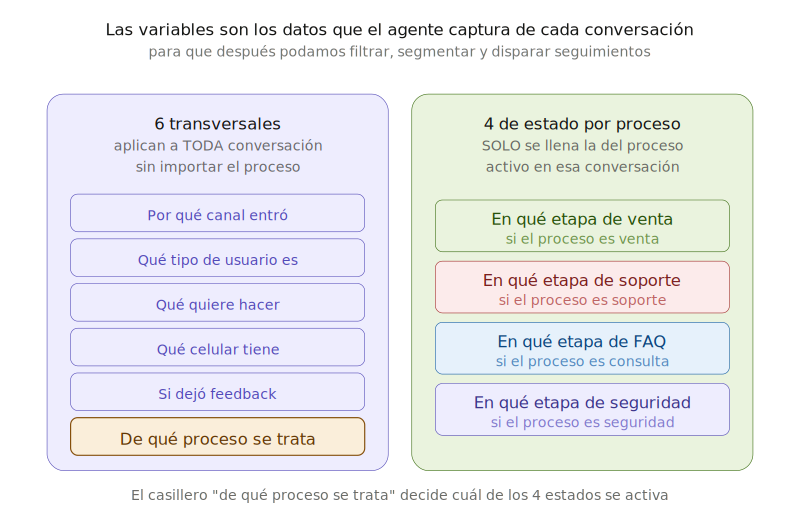 Las variables son los datos que el agente captura de cada conversación
para que después podamos filtrar, segmentar y disparar seguimientos
6 transversales
aplican a TODA conversación
sin importar el proceso
Por qué canal entró
Qué tipo de usuario es
Qué quiere hacer
Qué celular tiene
Si dejó feedback
De qué proceso se trata
4 de estado por proceso
SOLO se llena la del proceso
activo en esa conversación
En qué etapa de venta
si el proceso es venta
En qué etapa de soporte
si el proceso es soporte
En qué etapa de FAQ
si el proceso es consulta
En qué etapa de seguridad
si el proceso es seguridad
El casillero "de qué proceso se trata" decide cuál de los 4 estados se activa